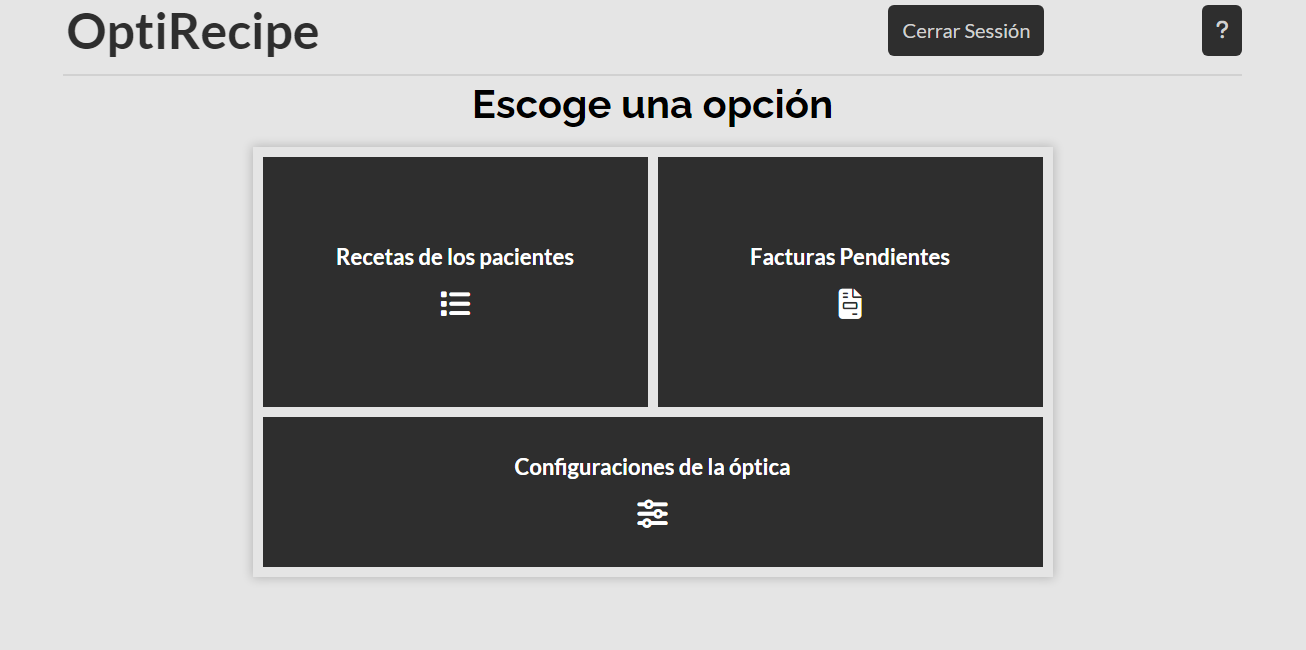 OptiRecipe
Cerrar Sessión
?
Escoge una opción
Recetas de los pacientes
Facturas Pendientes
Configuraciones de la óptica